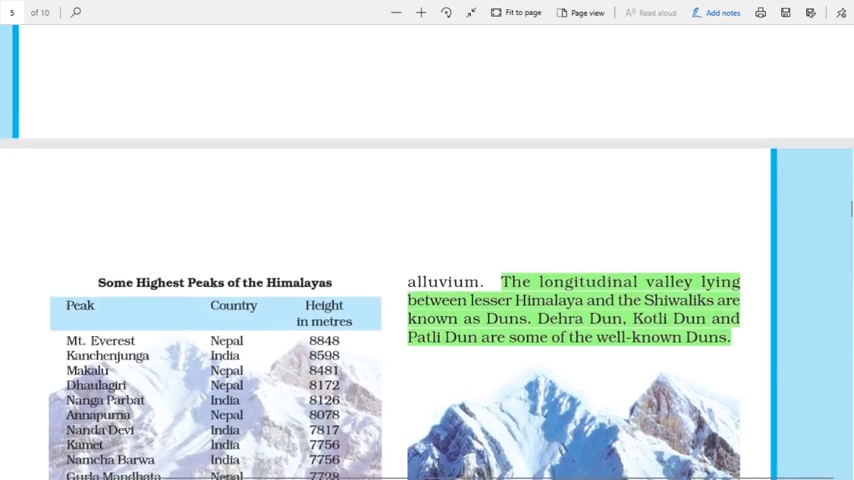 5 of 10 Fit to page Page view Read aloud Add notes
Some Highest Peaks of the Himalayas
Peak Country Height
in metres
Mt. Everest Nepal 8848
Kanchenjunga India 8598
Makalu Nepal 8481
Dhaulagiri Nepal 8172
Nanga Parbat India 8126
Annapurna Nepal 8078
Nanda Devi India 7817
Kamet India 7756
Namcha Barwa India 7756
Gurla Mandhata Nepal 7728
alluvium. The longitudinal valley lying
between lesser Himalaya and the Shiwaliks are
known as Duns. Dehra Dun, Kotli Dun and
Patli Dun are some of the well-known Duns.